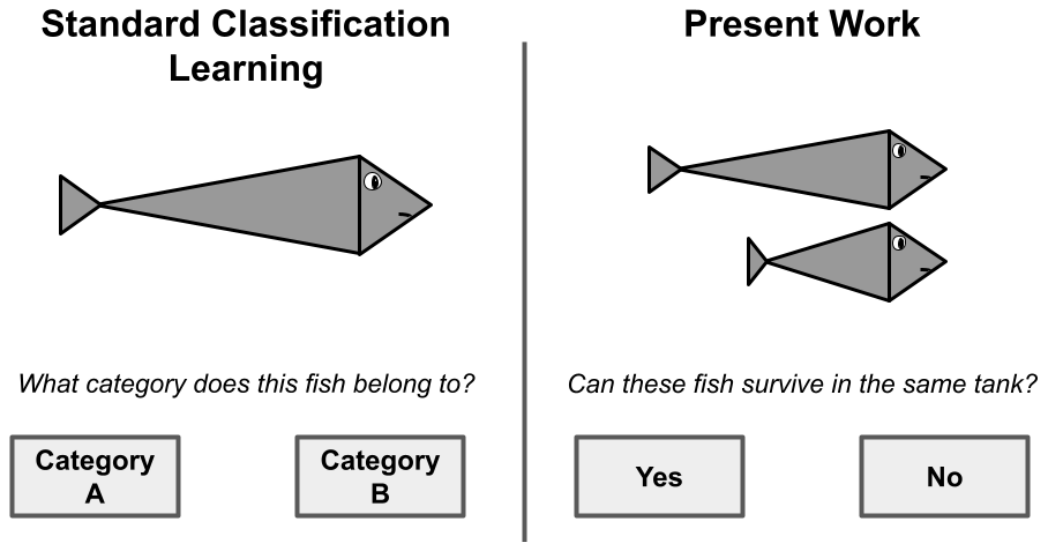 Standard Classification
Learning
What category does this fish belong to?
Category
A
Category
B
Present Work
Can these fish survive in the same tank?
Yes
No